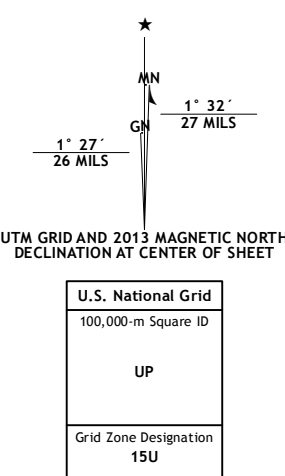 ★
MN
1° 32´
27 MILS
GN
1° 27´
26 MILS
UTM GRID AND 2013 MAGNETIC NORTH
DECLINATION AT CENTER OF SHEET
U.S. National Grid
100,000-m Square ID
UP
Grid Zone Designation
15U